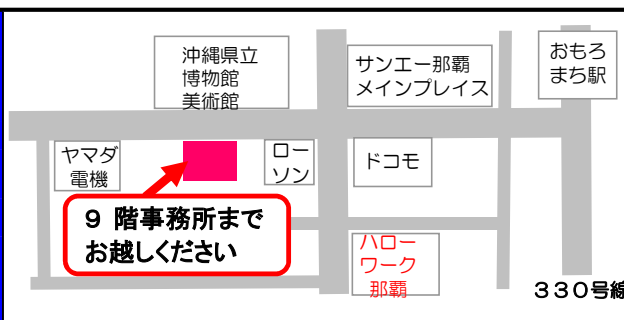 沖縄県立
博物館
美術館
サンエー那覇
メインプレイス
おもろ
まち駅
ヤマダ
電機
ロー
ソン
ドコモ
9 階事務所まで
お越しください
ハロー
ワーク
那覇
330号線